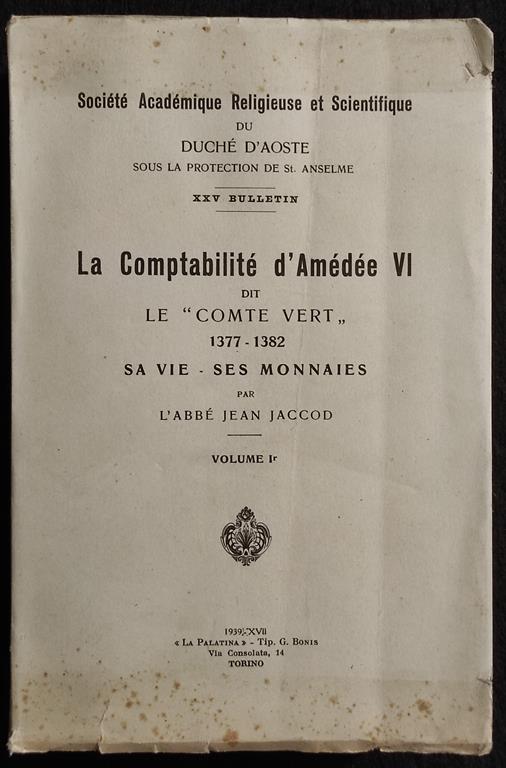 Société Académique Religieuse et Scientifique
DU
DUCHÉ D'AOSTE
SOUS LA PROTECTION DE St. ANSELME
XXV BULLETIN
La Comptabilité d'Amédée VI
DIT
LE “COMTE VERT„
1377 - 1382
SA VIE - SES MONNAIES
PAR
L'ABBÉ JEAN JACCOD
VOLUME Ir
1939-XVII
« LA PALATINA » - Tip. G. BONIS
Via Consolata, 14
TORINO